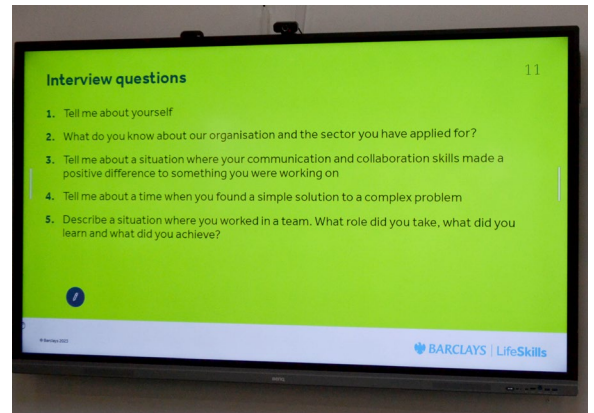 Interview questions
11
1. Tell me about yourself
2. What do you know about our organisation and the sector you have applied for?
3. Tell me about a situation where your communication and collaboration skills made a
positive difference to something you were working on
4. Tell me about a time when you found a simple solution to a complex problem
5. Describe a situation where you worked in a team. What role did you take, what did you
learn and what did you achieve?
BARCLAYS | LifeSkills
BENQ